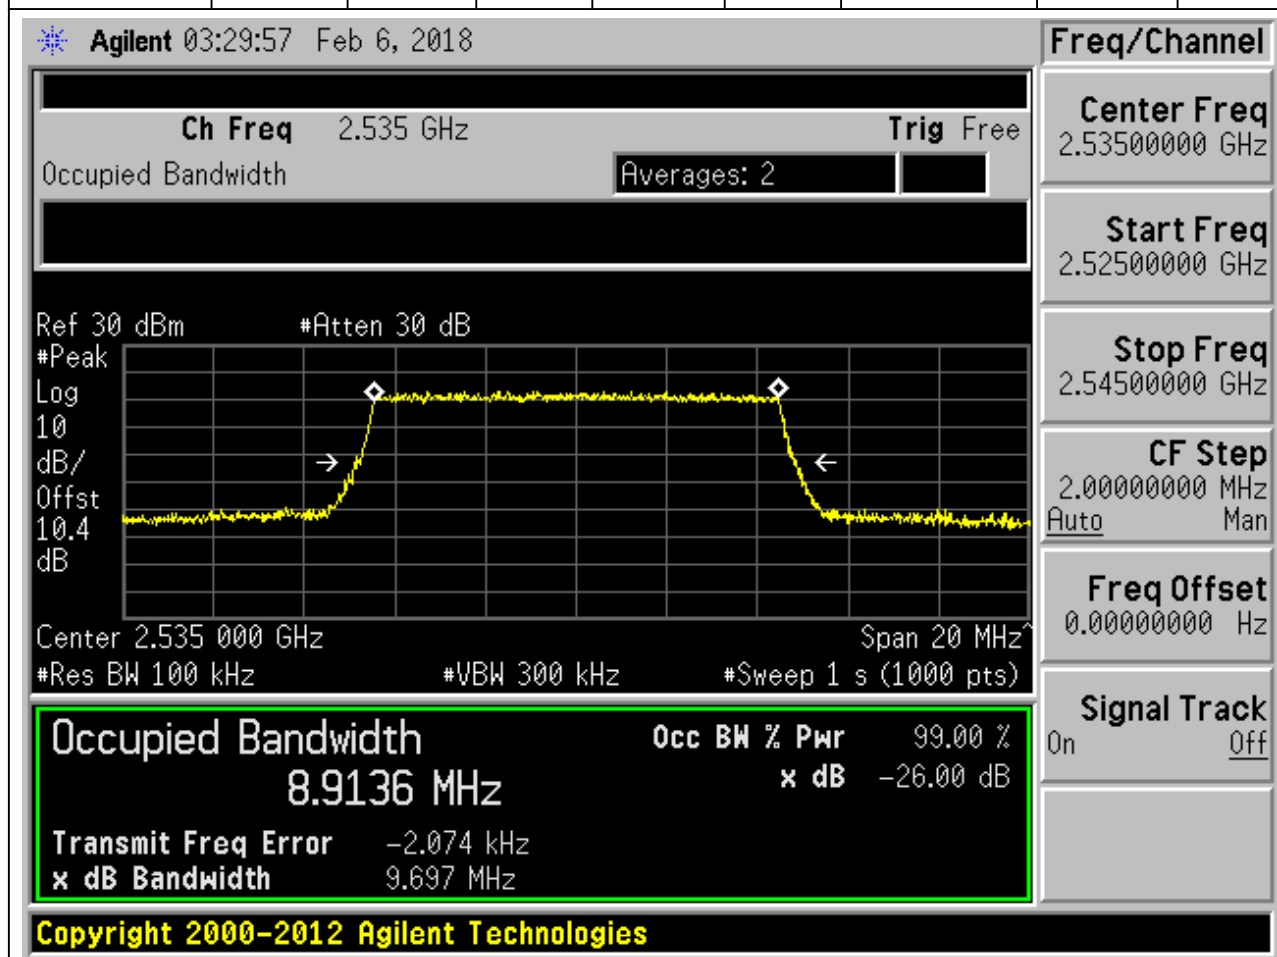 Agilent 03:29:57 Feb 6, 2018
Freq/Channel
Ch Freq 2.535 GHz Trig Free
Occupied Bandwidth Averages: 2
Ref 30 dBm #Atten 30 dB
#Peak
Log
10
dB/
Offst
10.4
dB
Center 2.535 000 GHz Span 20 MHz^
#Res BW 100 kHz #VBW 300 kHz #Sweep 1 s (1000 pts)
Occupied Bandwidth Occ BW % Pwr 99.00 %
8.9136 MHz x dB -26.00 dB
Transmit Freq Error -2.074 kHz
x dB Bandwidth 9.697 MHz
Copyright 2000-2012 Agilent Technologies
Center Freq
2.53500000 GHz
Start Freq
2.52500000 GHz
Stop Freq
2.54500000 GHz
CF Step
2.00000000 MHz
Auto Man
Freq Offset
0.00000000 Hz
Signal Track
On Off